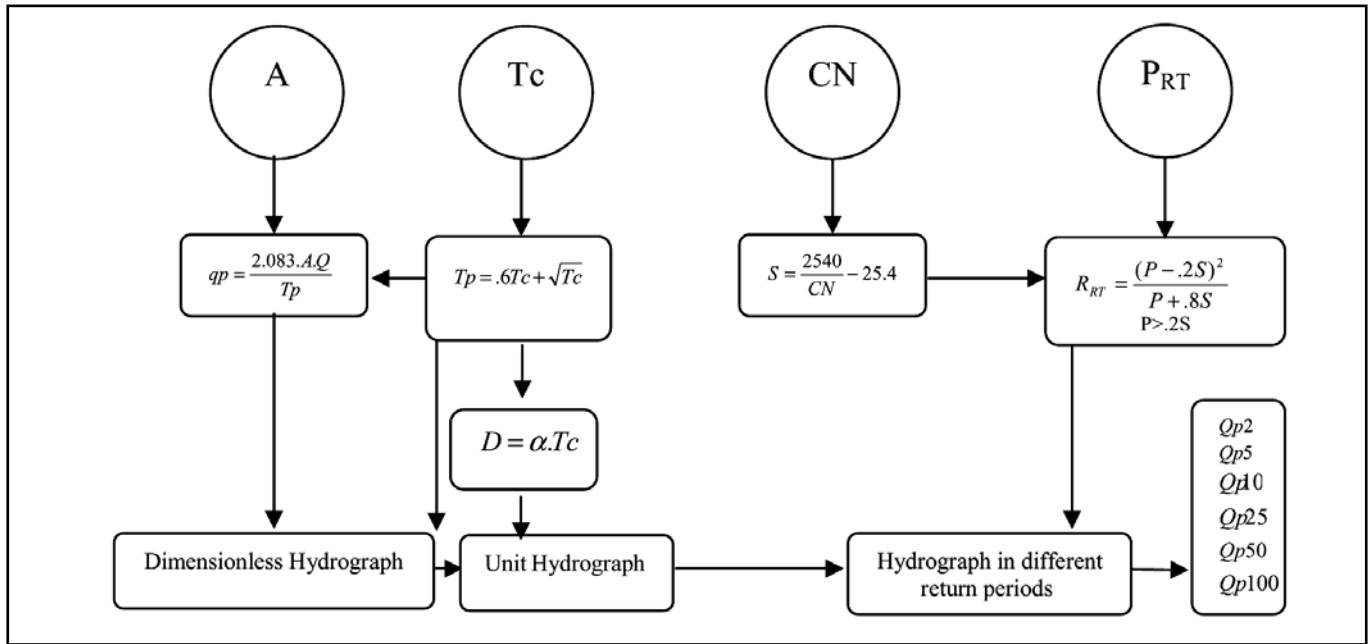 A
Tc
CN
P_RT
qp = 2.083.A.Q / Tp
Tp = .6Tc + √Tc
S = 2540 / CN − 25.4
R_RT = (P − .2S)² / P + .8S
P>.2S
D = α.Tc
Qp2
Qp5
Qp10
Qp25
Qp50
Qp100
Dimensionless Hydrograph
Unit Hydrograph
Hydrograph in different
return periods